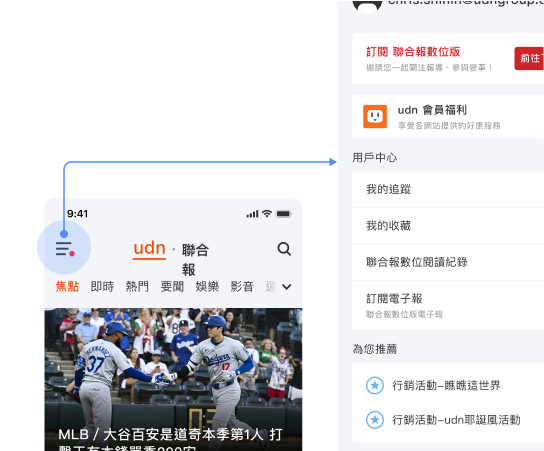 訂閱 聯合報數位版
邀請您一起關注報導、參與變革！
前往
udn 會員福利
享受各網站提供的好康服務
用戶中心
我的追蹤
我的收藏
聯合報數位閱讀紀錄
訂閱電子報
聯合報數位版電子報
為您推薦
行銷活動-瞧瞧這世界
行銷活動-udn耶誕風活動
9:41
udn · 聯合
報
焦點 即時 熱門 要聞 娛樂 影音
HERNÁNDEZ
37
Dodgers
17
MLB / 大谷百安是道奇本季第1人 打